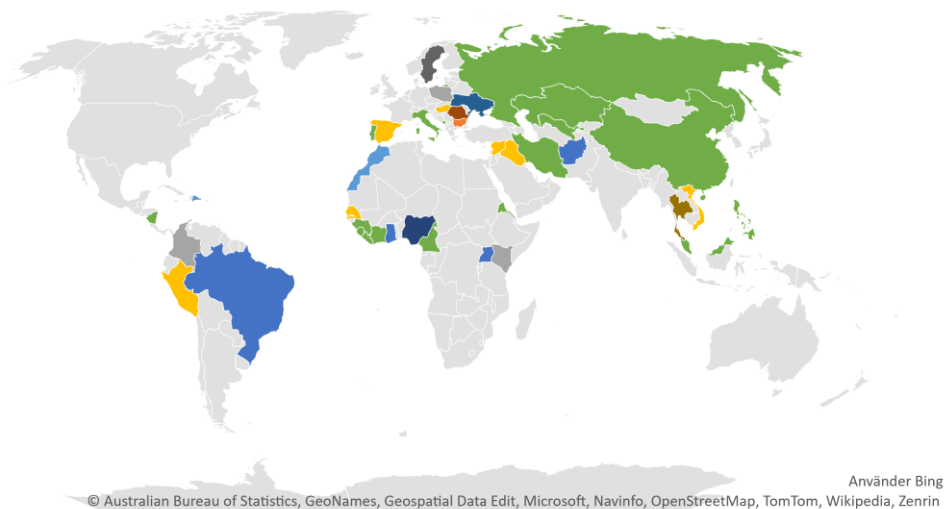 Använder Bing
© Australian Bureau of Statistics, GeoNames, Geospatial Data Edit, Microsoft, Navinfo, OpenStreetMap, TomTom, Wikipedia, Zenrin